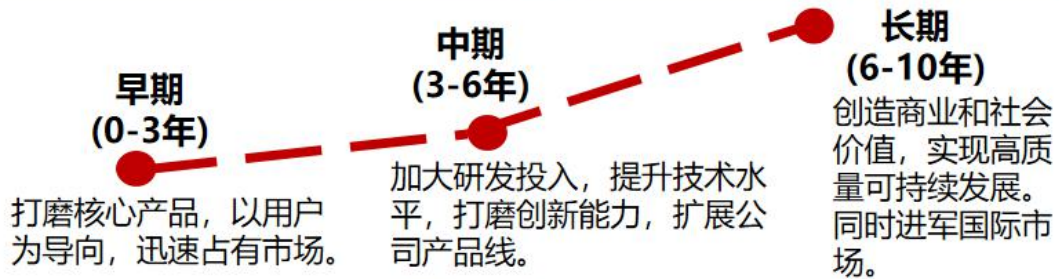 早期
(0-3年)
打磨核心产品，以用户
为导向，迅速占有市场。
中期
(3-6年)
加大研发投入，提升技术水
平，打磨创新能力，扩展公
司产品线。
长期
(6-10年)
创造商业和社会
价值，实现高质
量可持续发展。
同时进军国际市
场。